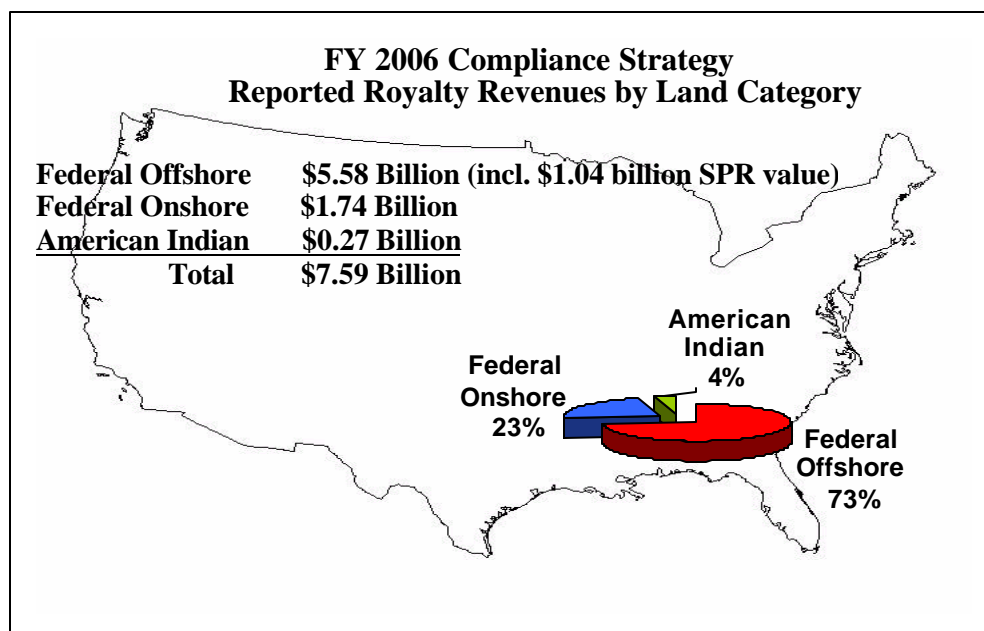 FY 2006 Compliance Strategy
Reported Royalty Revenues by Land Category
Federal Offshore $5.58 Billion (incl. $1.04 billion SPR value)
Federal Onshore $1.74 Billion
American Indian $0.27 Billion
Total $7.59 Billion
American
Indian
4%
Federal
Onshore
23%
Federal
Offshore
73%